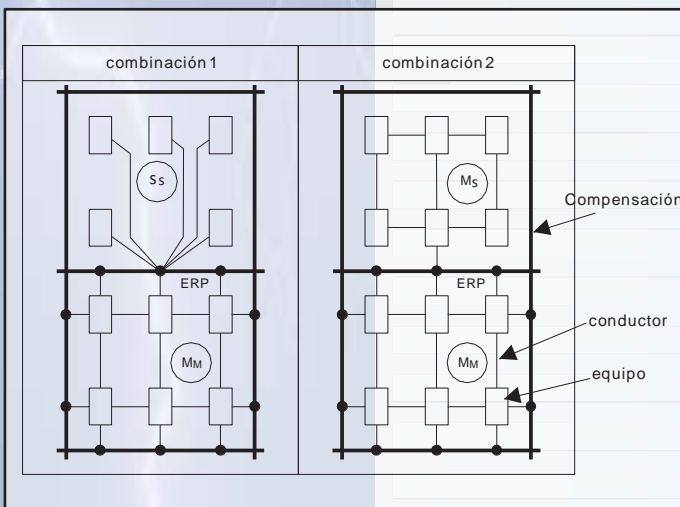 combinación 1
combinación 2
Ss
Ms
Compensación
ERP
ERP
conductor
MM
MM
equipo